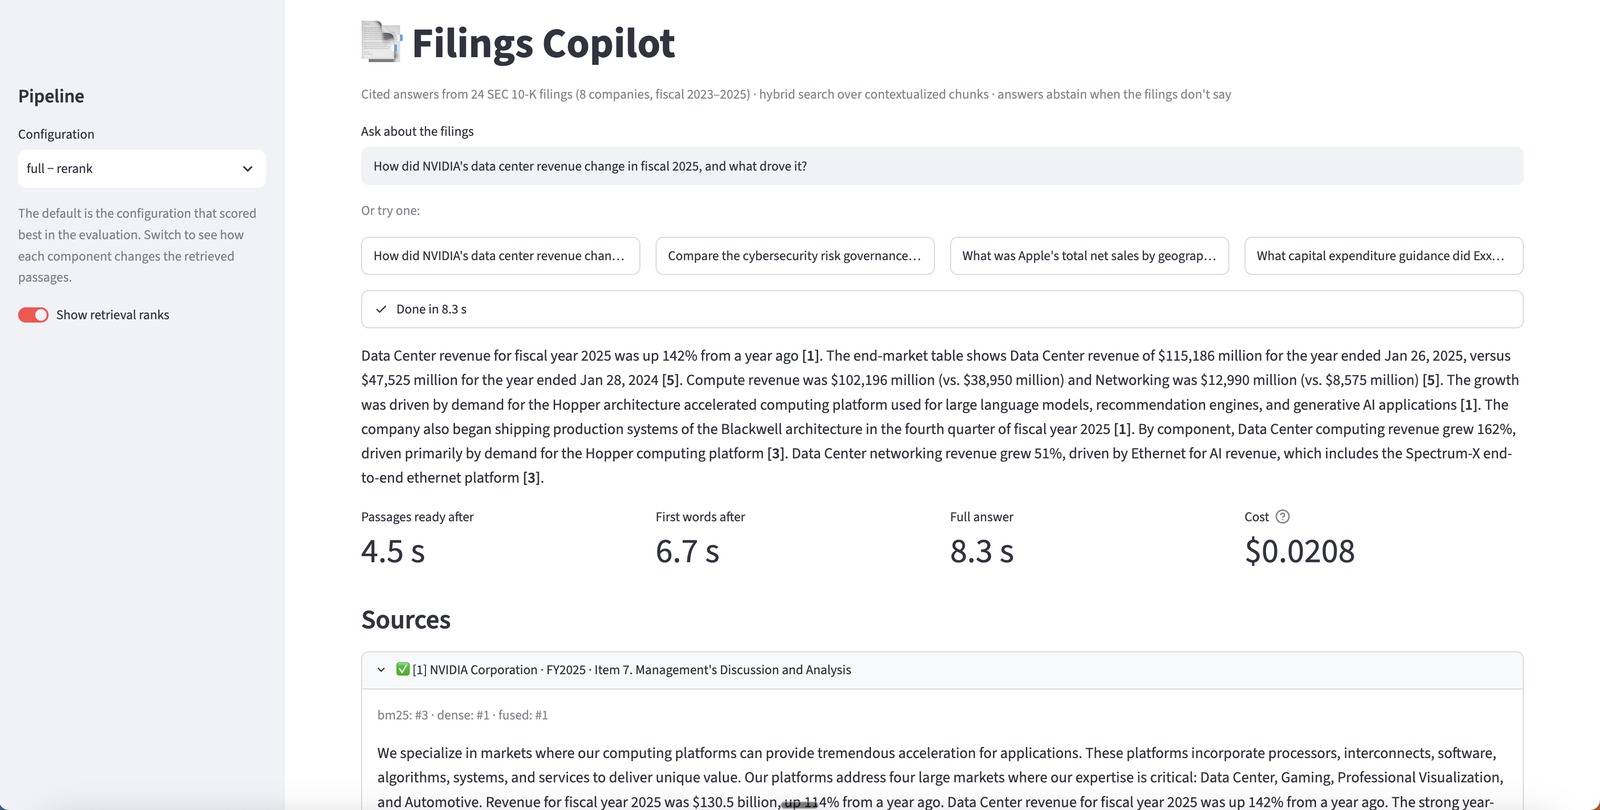 Filings Copilot
Cited answers from 24 SEC 10-K filings (8 companies, fiscal 2023–2025) · hybrid search over contextualized chunks · answers abstain when the filings don't say
Pipeline
Configuration
full − rerank
The default is the configuration that scored
best in the evaluation. Switch to see how
each component changes the retrieved
passages.
Show retrieval ranks
Ask about the filings
How did NVIDIA's data center revenue change in fiscal 2025, and what drove it?
Or try one:
How did NVIDIA's data center revenue chan…
Compare the cybersecurity risk governance…
What was Apple's total net sales by geograp…
What capital expenditure guidance did Exx…
Done in 8.3 s
Data Center revenue for fiscal year 2025 was up 142% from a year ago [1]. The end-market table shows Data Center revenue of $115,186 million for the year ended Jan 26, 2025, versus
$47,525 million for the year ended Jan 28, 2024 [5]. Compute revenue was $102,196 million (vs. $38,950 million) and Networking was $12,990 million (vs. $8,575 million) [5]. The growth
was driven by demand for the Hopper architecture accelerated computing platform used for large language models, recommendation engines, and generative AI applications [1]. The
company also began shipping production systems of the Blackwell architecture in the fourth quarter of fiscal year 2025 [1]. By component, Data Center computing revenue grew 162%,
driven primarily by demand for the Hopper computing platform [3]. Data Center networking revenue grew 51%, driven by Ethernet for AI revenue, which includes the Spectrum-X end-
to-end ethernet platform [3].
Passages ready after
4.5 s
First words after
6.7 s
Full answer
8.3 s
Cost
$0.0208
Sources
[1] NVIDIA Corporation · FY2025 · Item 7. Management's Discussion and Analysis
bm25: #3 · dense: #1 · fused: #1
We specialize in markets where our computing platforms can provide tremendous acceleration for applications. These platforms incorporate processors, interconnects, software,
algorithms, systems, and services to deliver unique value. Our platforms address four large markets where our expertise is critical: Data Center, Gaming, Professional Visualization,
and Automotive. Revenue for fiscal year 2025 was $130.5 billion, up 114% from a year ago. Data Center revenue for fiscal year 2025 was up 142% from a year ago. The strong year-